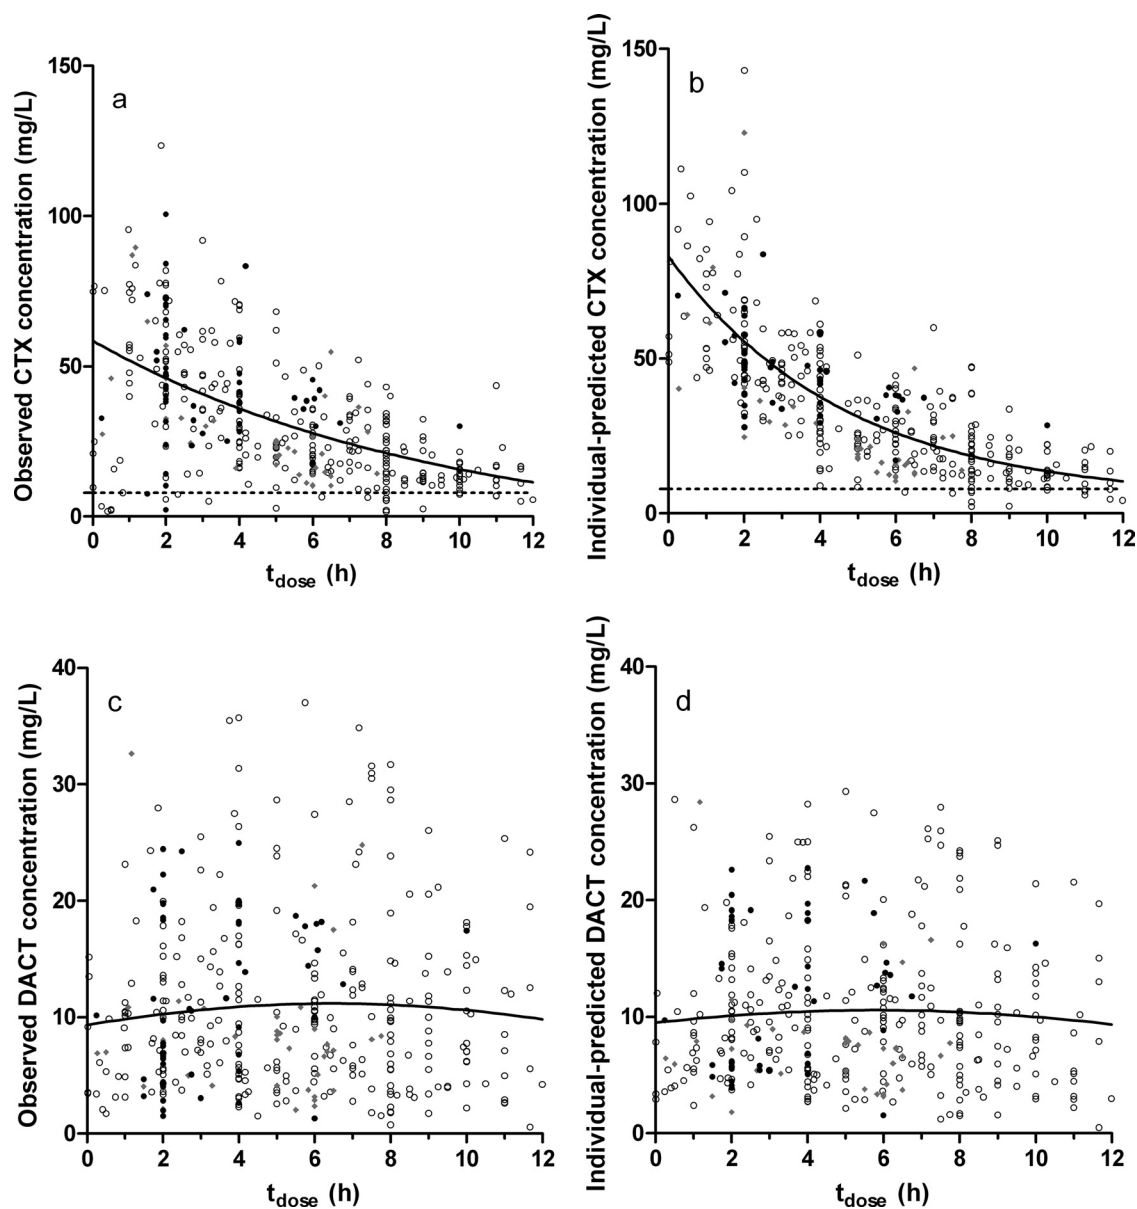 a
Observed CTX concentration (mg/L)
150
100
50
0
0 2 4 6 8 10 12
t_dose (h)
b
Individual-predicted CTX concentration (mg/L)
150
100
50
0
0 2 4 6 8 10 12
t_dose (h)
c
Observed DACT concentration (mg/L)
40
30
20
10
0
0 2 4 6 8 10 12
t_dose (h)
d
Individual-predicted DACT concentration (mg/L)
40
30
20
10
0
0 2 4 6 8 10 12
t_dose (h)